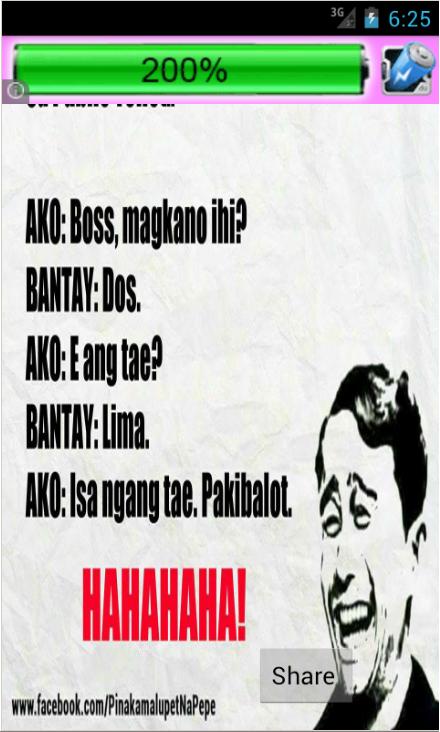 3G
6:25
200%
AKO: Boss, magkano ihi?
BANTAY: Dos.
AKO: E ang tae?
BANTAY: Lima.
AKO: Isa ngang tae. Pakibalot.
HAHAHAHA!
Share
www.facebook.com/PinakamalupetNaPepe